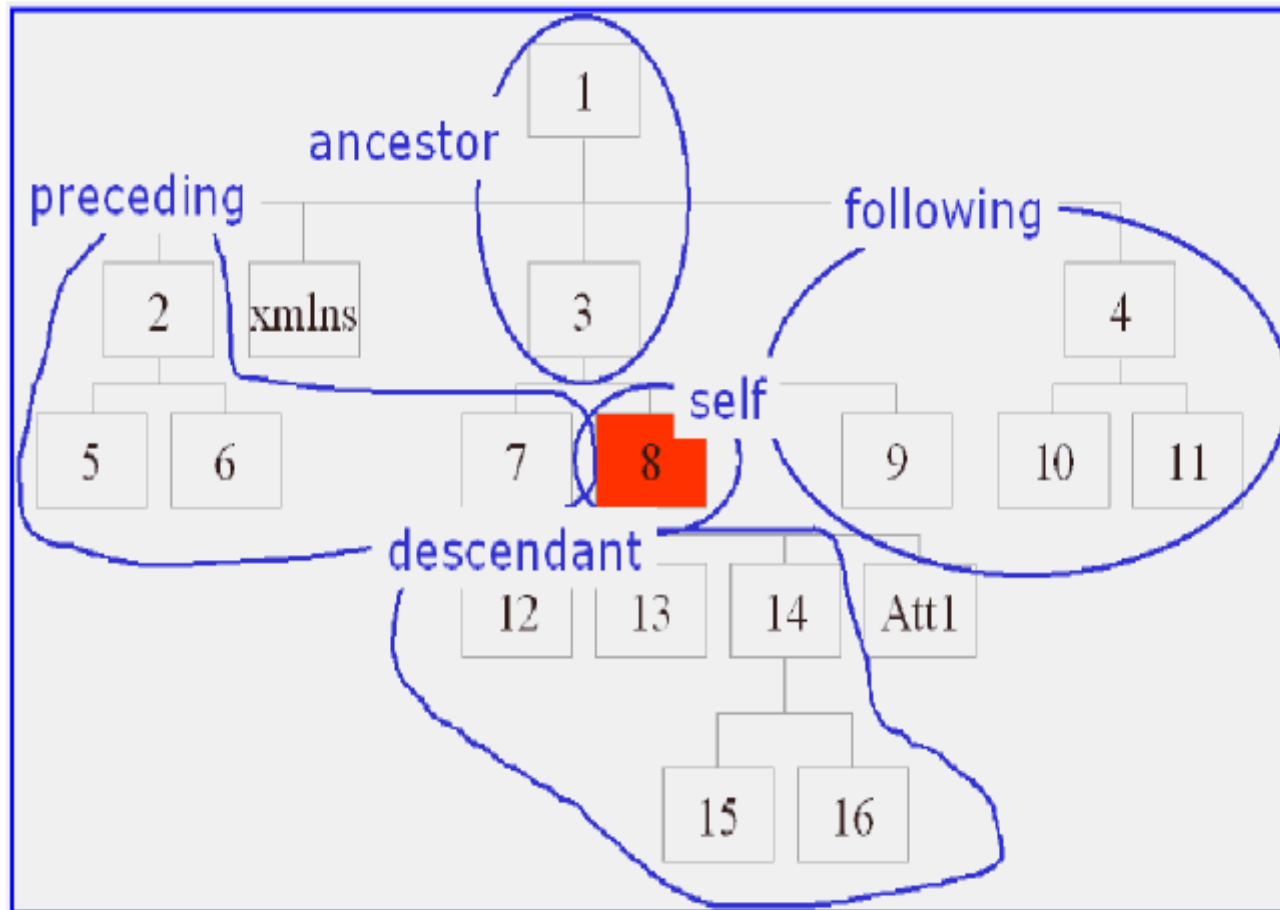 1
ancestor
preceding
following
2 xmlns 3 4
self
5 6 7 8 9 10 11
descendant
12 13 14 Att1
15 16